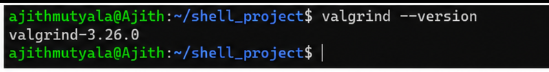 ajithmutyala@Ajith:~/shell_project$ valgrind --version
valgrind-3.26.0
ajithmutyala@Ajith:~/shell_project$